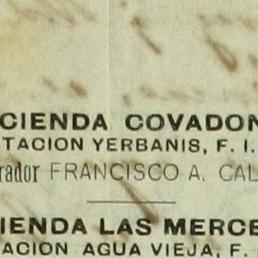 CIENDA COVADON
TACION YERBANIS, F. I.
rador FRANCISCO A. CAL
IENDA LAS MERCE
ACION AGUA VIEJA, F.